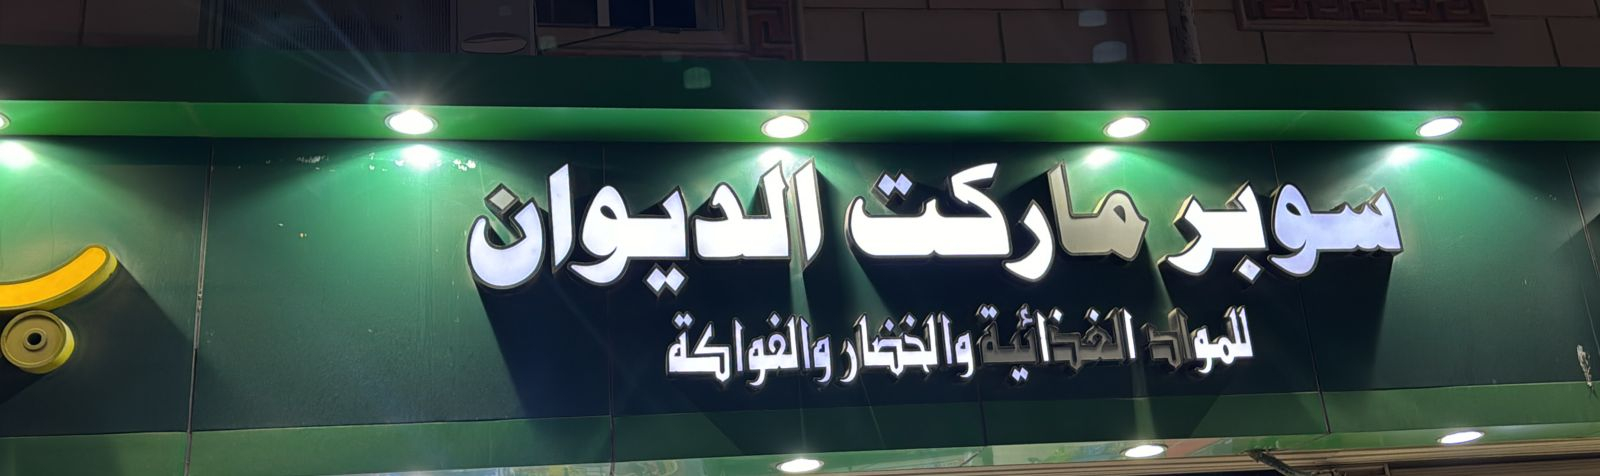 سوبر ماركت الديوان
للمواد الغذائية والخضار والفواكة